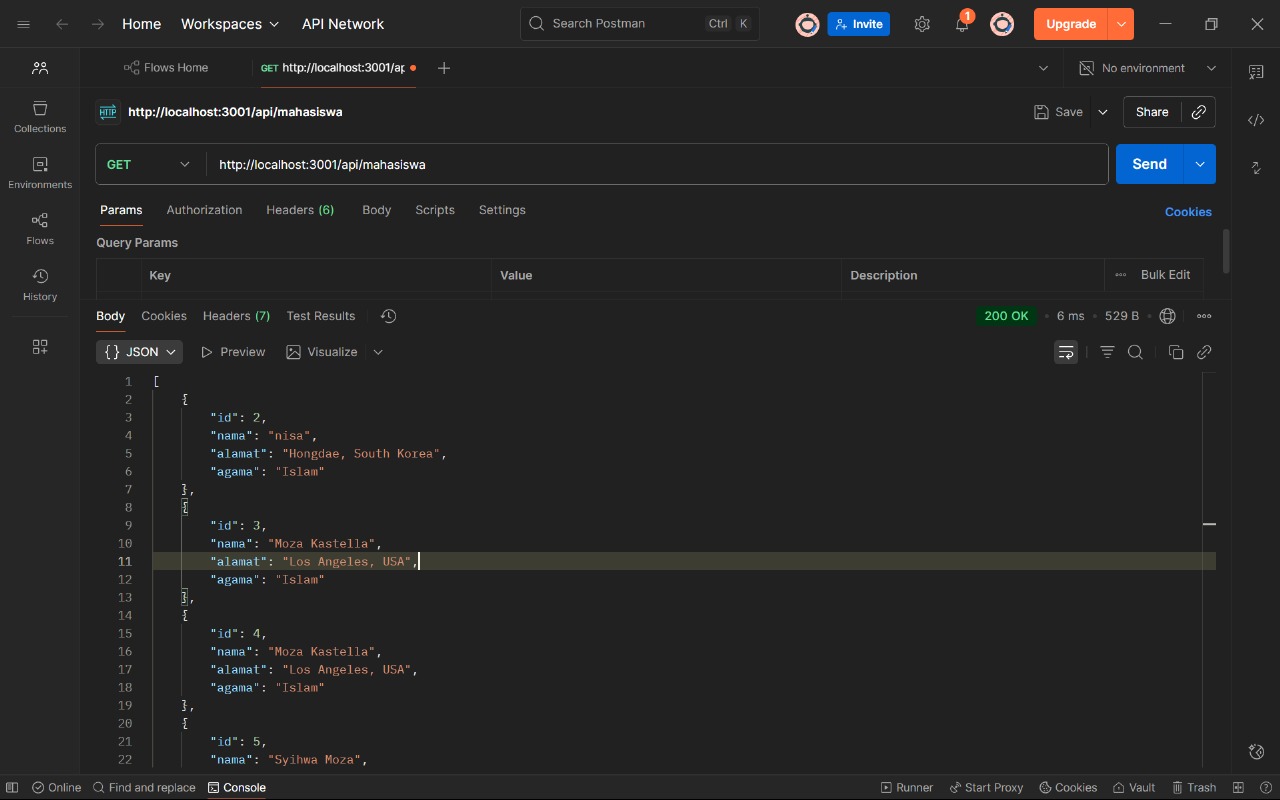 Home Workspaces API Network Search Postman Ctrl K Invite 1 Upgrade
Flows Home GET http://localhost:3001/ap No environment
HTTP http://localhost:3001/api/mahasiswa Save Share
Collections
GET http://localhost:3001/api/mahasiswa Send
Environments
Params Authorization Headers (6) Body Scripts Settings Cookies
Flows
Query Params
Key Value Description Bulk Edit
History
Body Cookies Headers (7) Test Results 200 OK • 6 ms • 529 B •
{} JSON Preview Visualize
1 [
2 {
3 "id": 2,
4 "nama": "nisa",
5 "alamat": "Hongdae, South Korea",
6 "agama": "Islam"
7 },
8 {
9 "id": 3,
10 "nama": "Moza Kastella",
11 "alamat": "Los Angeles, USA",
12 "agama": "Islam"
13 },
14 {
15 "id": 4,
16 "nama": "Moza Kastella",
17 "alamat": "Los Angeles, USA",
18 "agama": "Islam"
19 },
20 {
21 "id": 5,
22 "nama": "Syihwa Moza",
Online Find and replace Console Runner Start Proxy Cookies Vault Trash